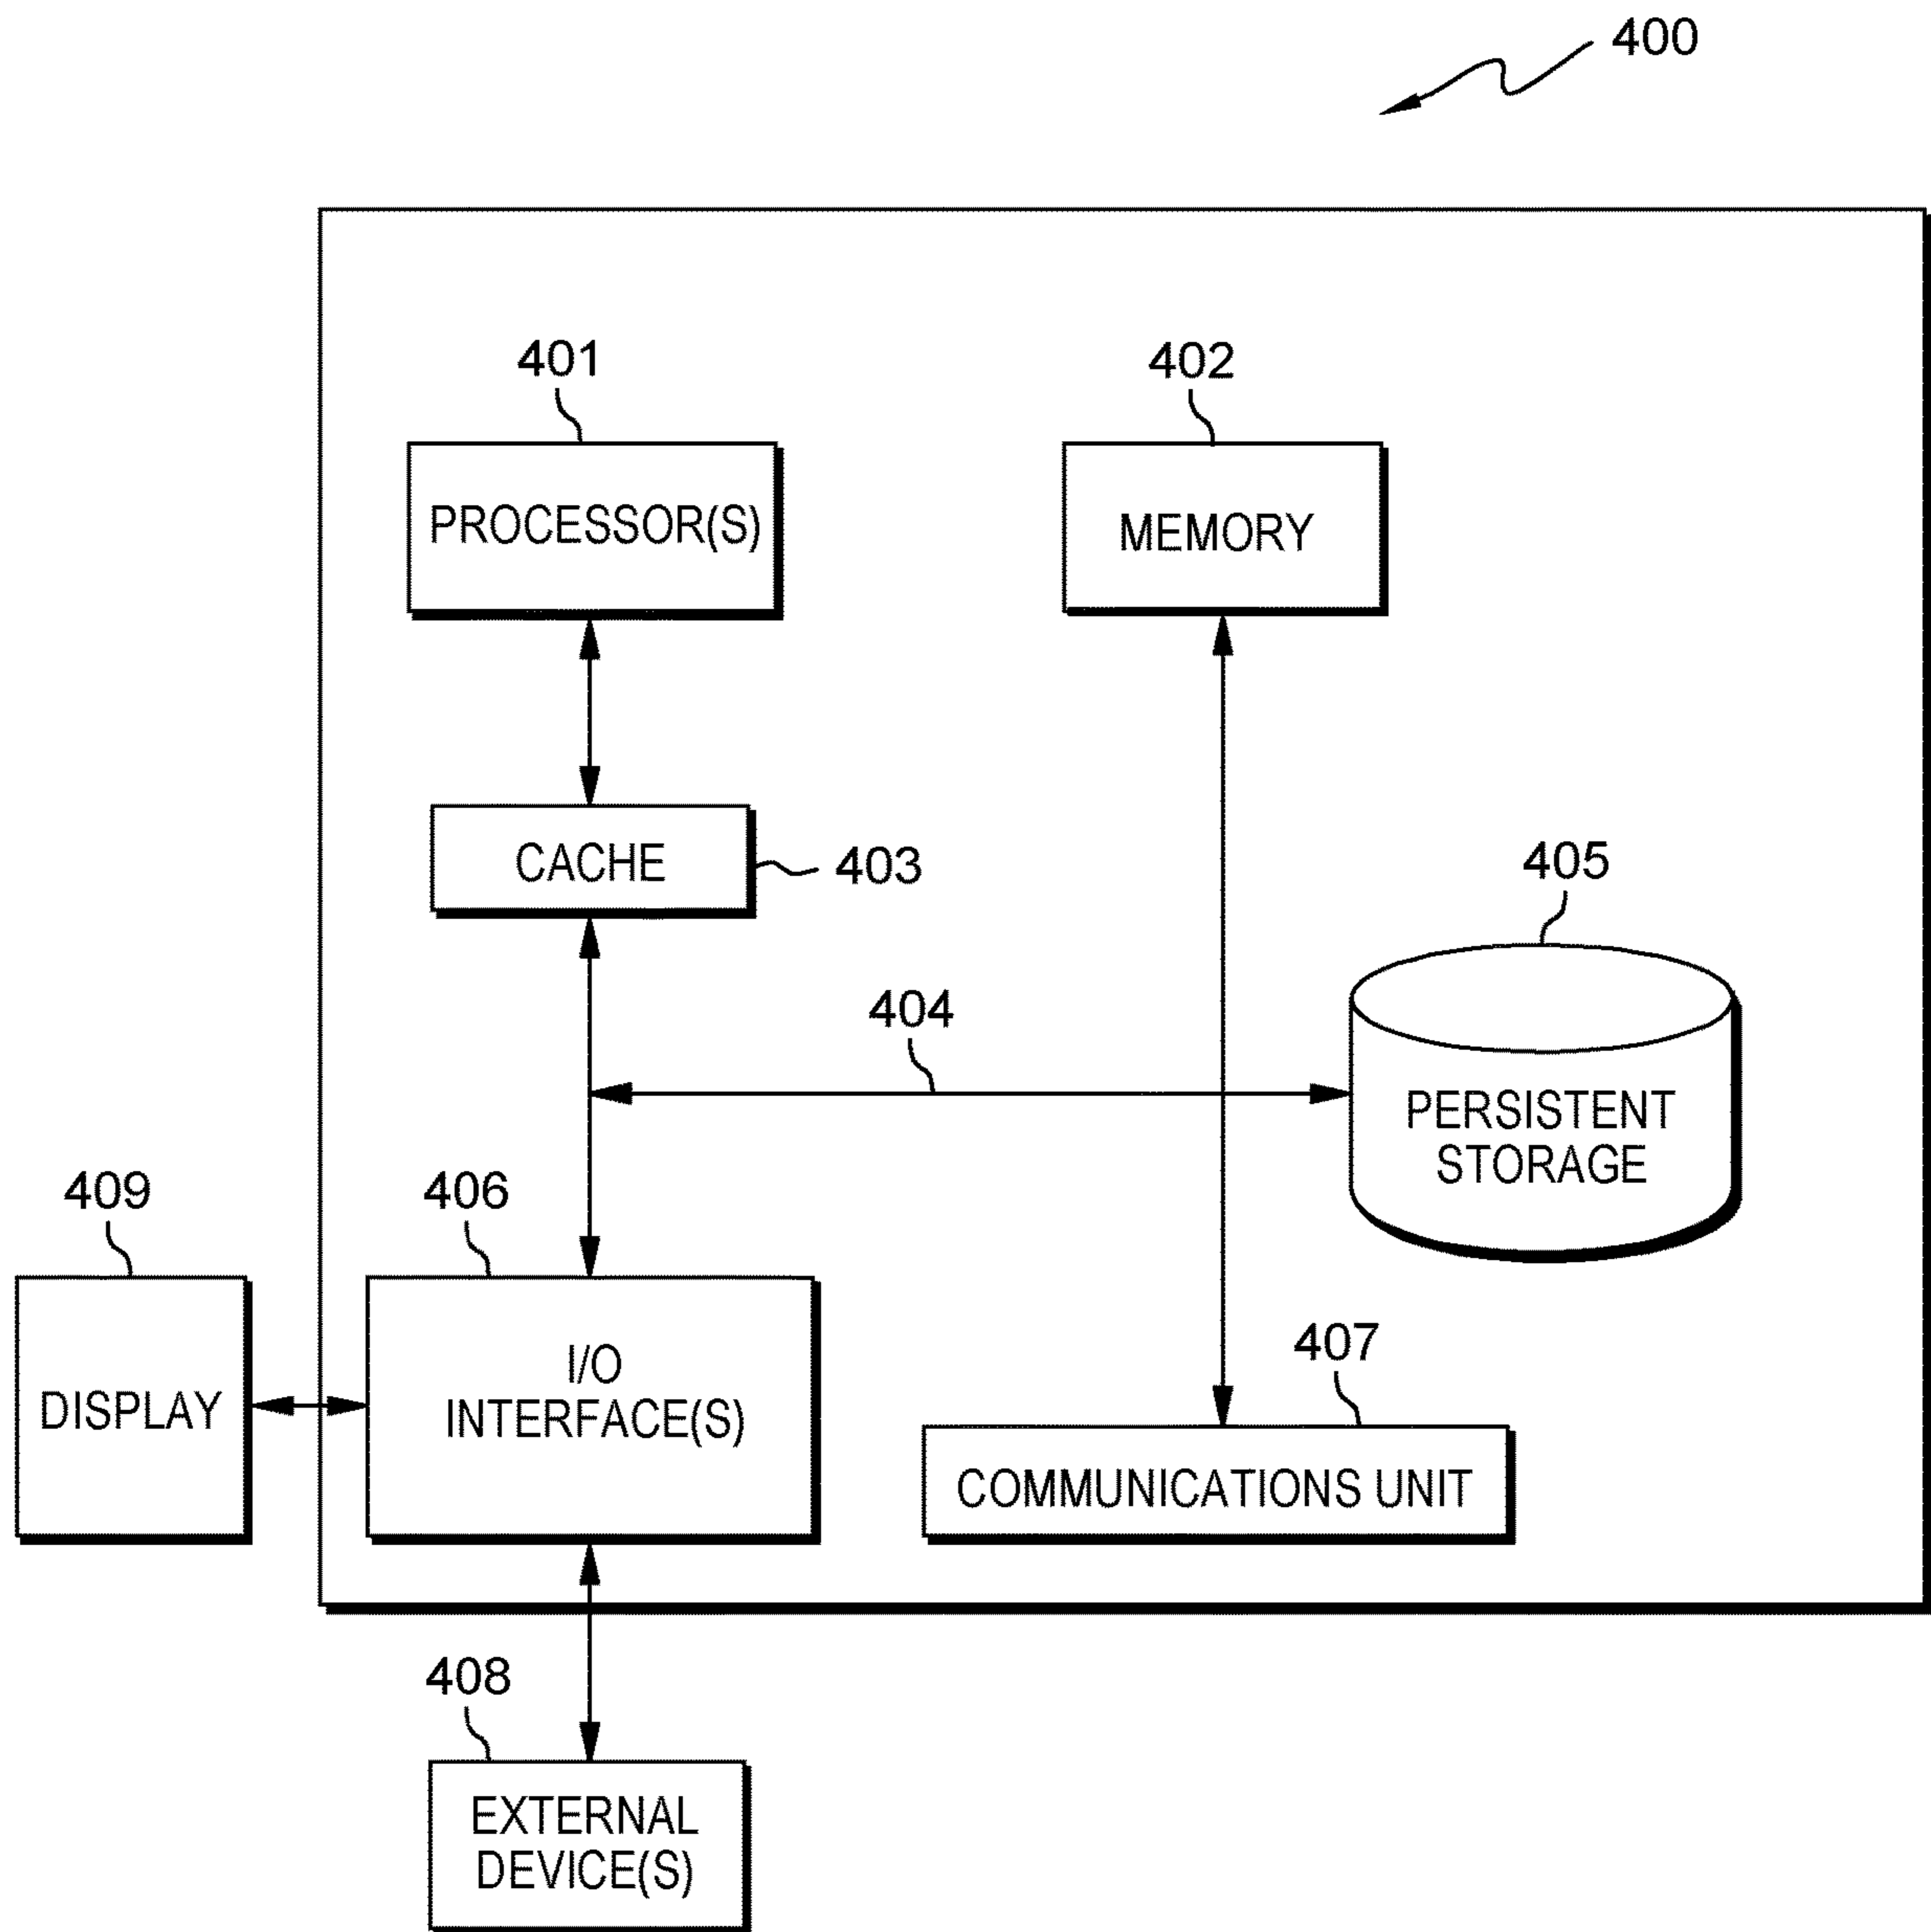 400
401
402
PROCESSOR(S)
MEMORY
CACHE
403
405
404
PERSISTENT
STORAGE
409
406
407
DISPLAY
I/O
INTERFACE(S)
COMMUNICATIONS UNIT
408
EXTERNAL
DEVICE(S)